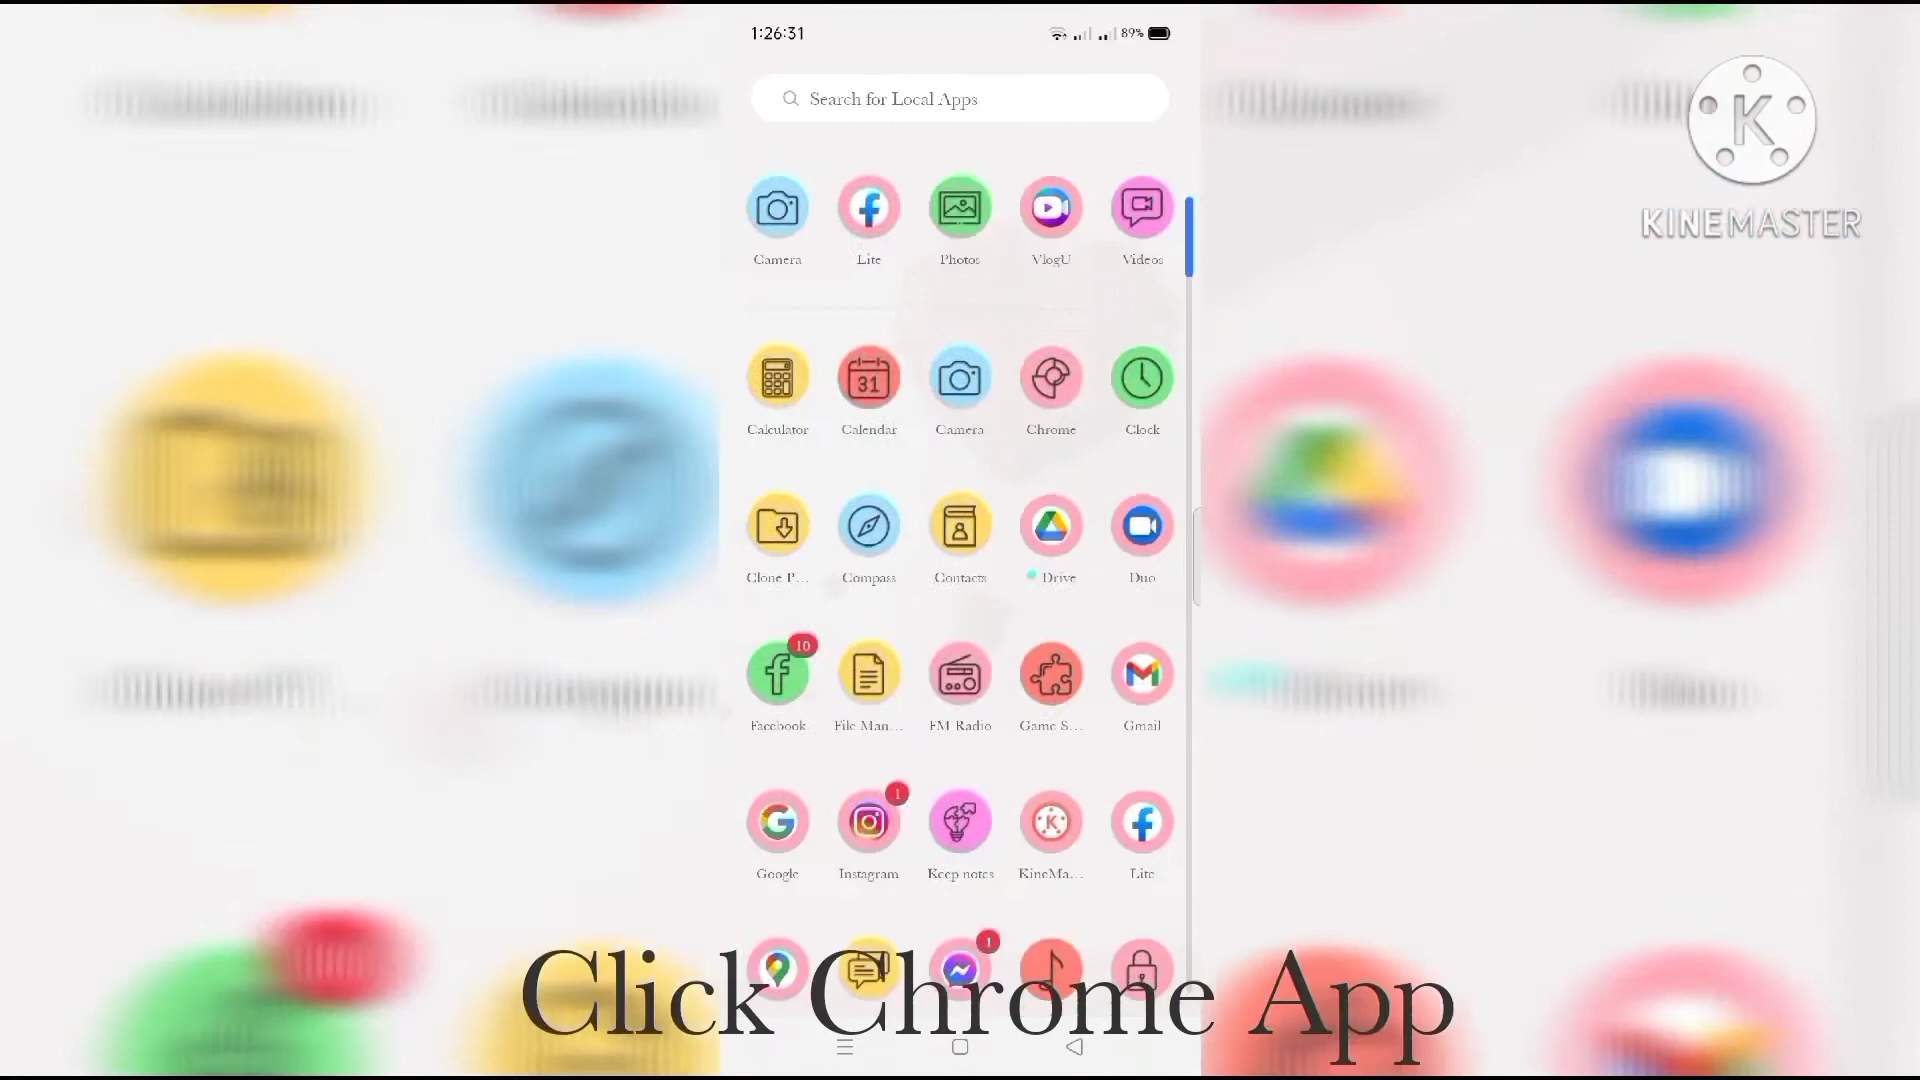 1:26:31 89%
Search for Local Apps
KINEMASTER
Camera Lite Photos VlogU Videos
31
Calculator Calendar Camera Chrome Clock
Clone P... Compass Contacts Drive Duo
10
Facebook File Man... FM Radio Game S... Gmail
1
Google Instagram Keep notes KineMa... Lite
1
Click Chrome App